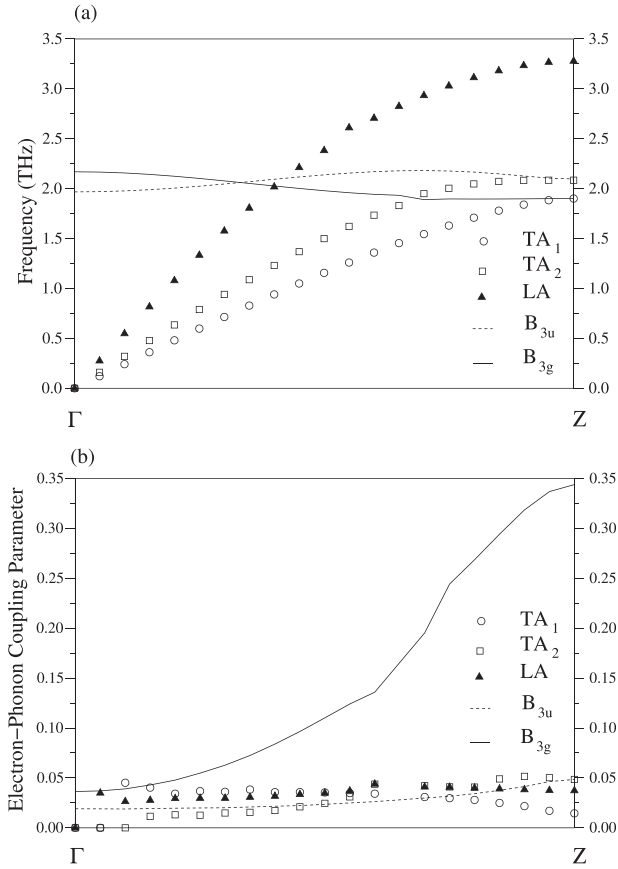 (a)
3.5 3.5
3.0 3.0
2.5 2.5
2.0 2.0
1.5 1.5
1.0 1.0
0.5 0.5
0.0 0.0
Frequency (THz)
TA1
TA2
LA
B3u
B3g
Γ Z
(b)
0.35 0.35
0.30 0.30
0.25 0.25
0.20 0.20
0.15 0.15
0.10 0.10
0.05 0.05
0.00 0.00
Electron−Phonon Coupling Parameter
TA1
TA2
LA
B3u
B3g
Γ Z